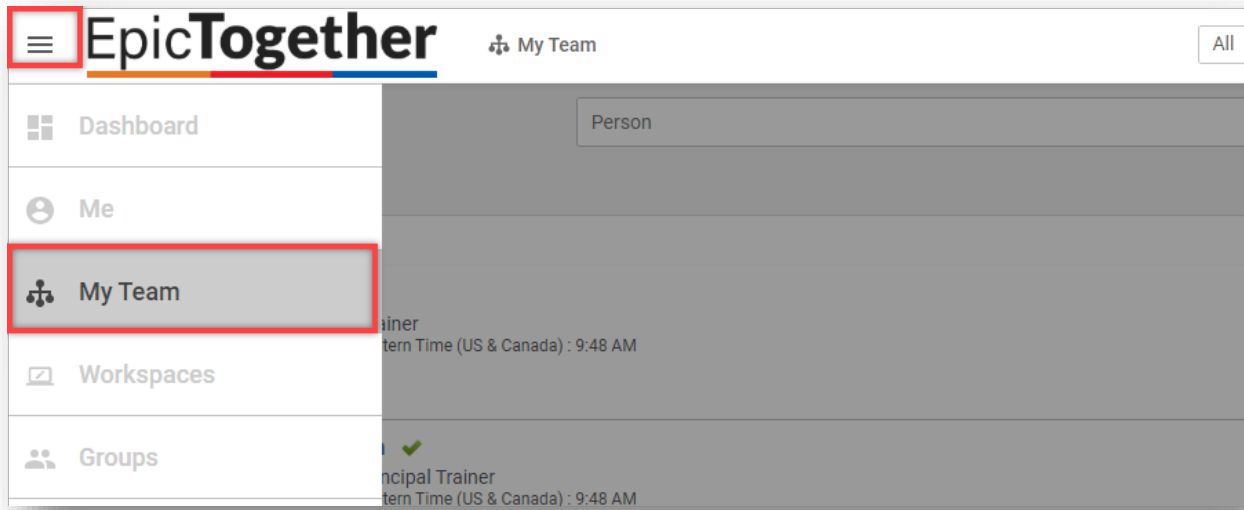 EpicTogether
My Team
All
Dashboard
Person
Me
My Team
Trainer
tern Time (US & Canada) : 9:48 AM
Workspaces
Groups
ncipal Trainer
tern Time (US & Canada) : 9:48 AM